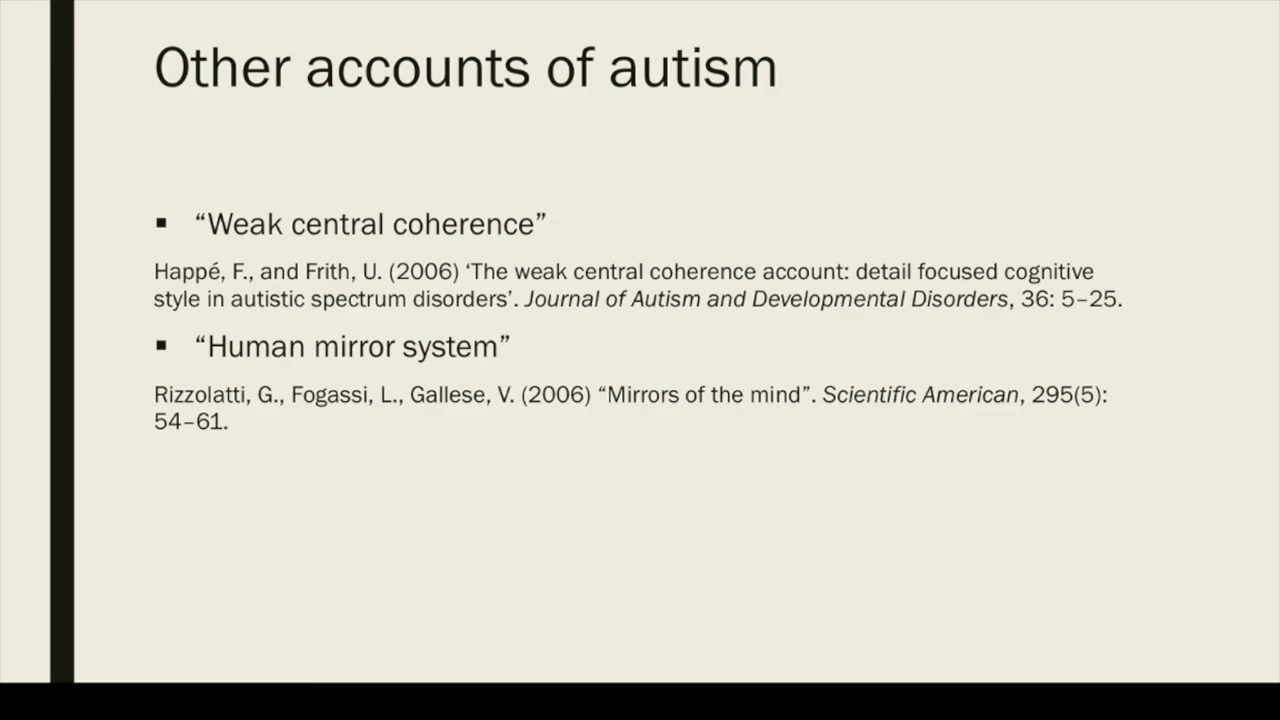 Other accounts of autism
▪ “Weak central coherence”
Happé, F., and Frith, U. (2006) ‘The weak central coherence account: detail focused cognitive
style in autistic spectrum disorders’. Journal of Autism and Developmental Disorders, 36: 5–25.
▪ “Human mirror system”
Rizzolatti, G., Fogassi, L., Gallese, V. (2006) “Mirrors of the mind”. Scientific American, 295(5):
54–61.